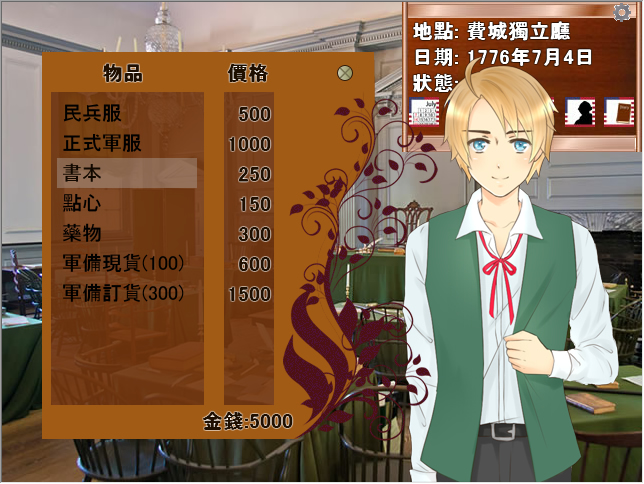 地點: 費城獨立廳
日期: 1776年7月4日
狀態:
July
物品 價格
民兵服 500
正式軍服 1000
書本 250
點心 150
藥物 300
軍備現貨(100) 600
軍備訂貨(300) 1500
金錢:5000